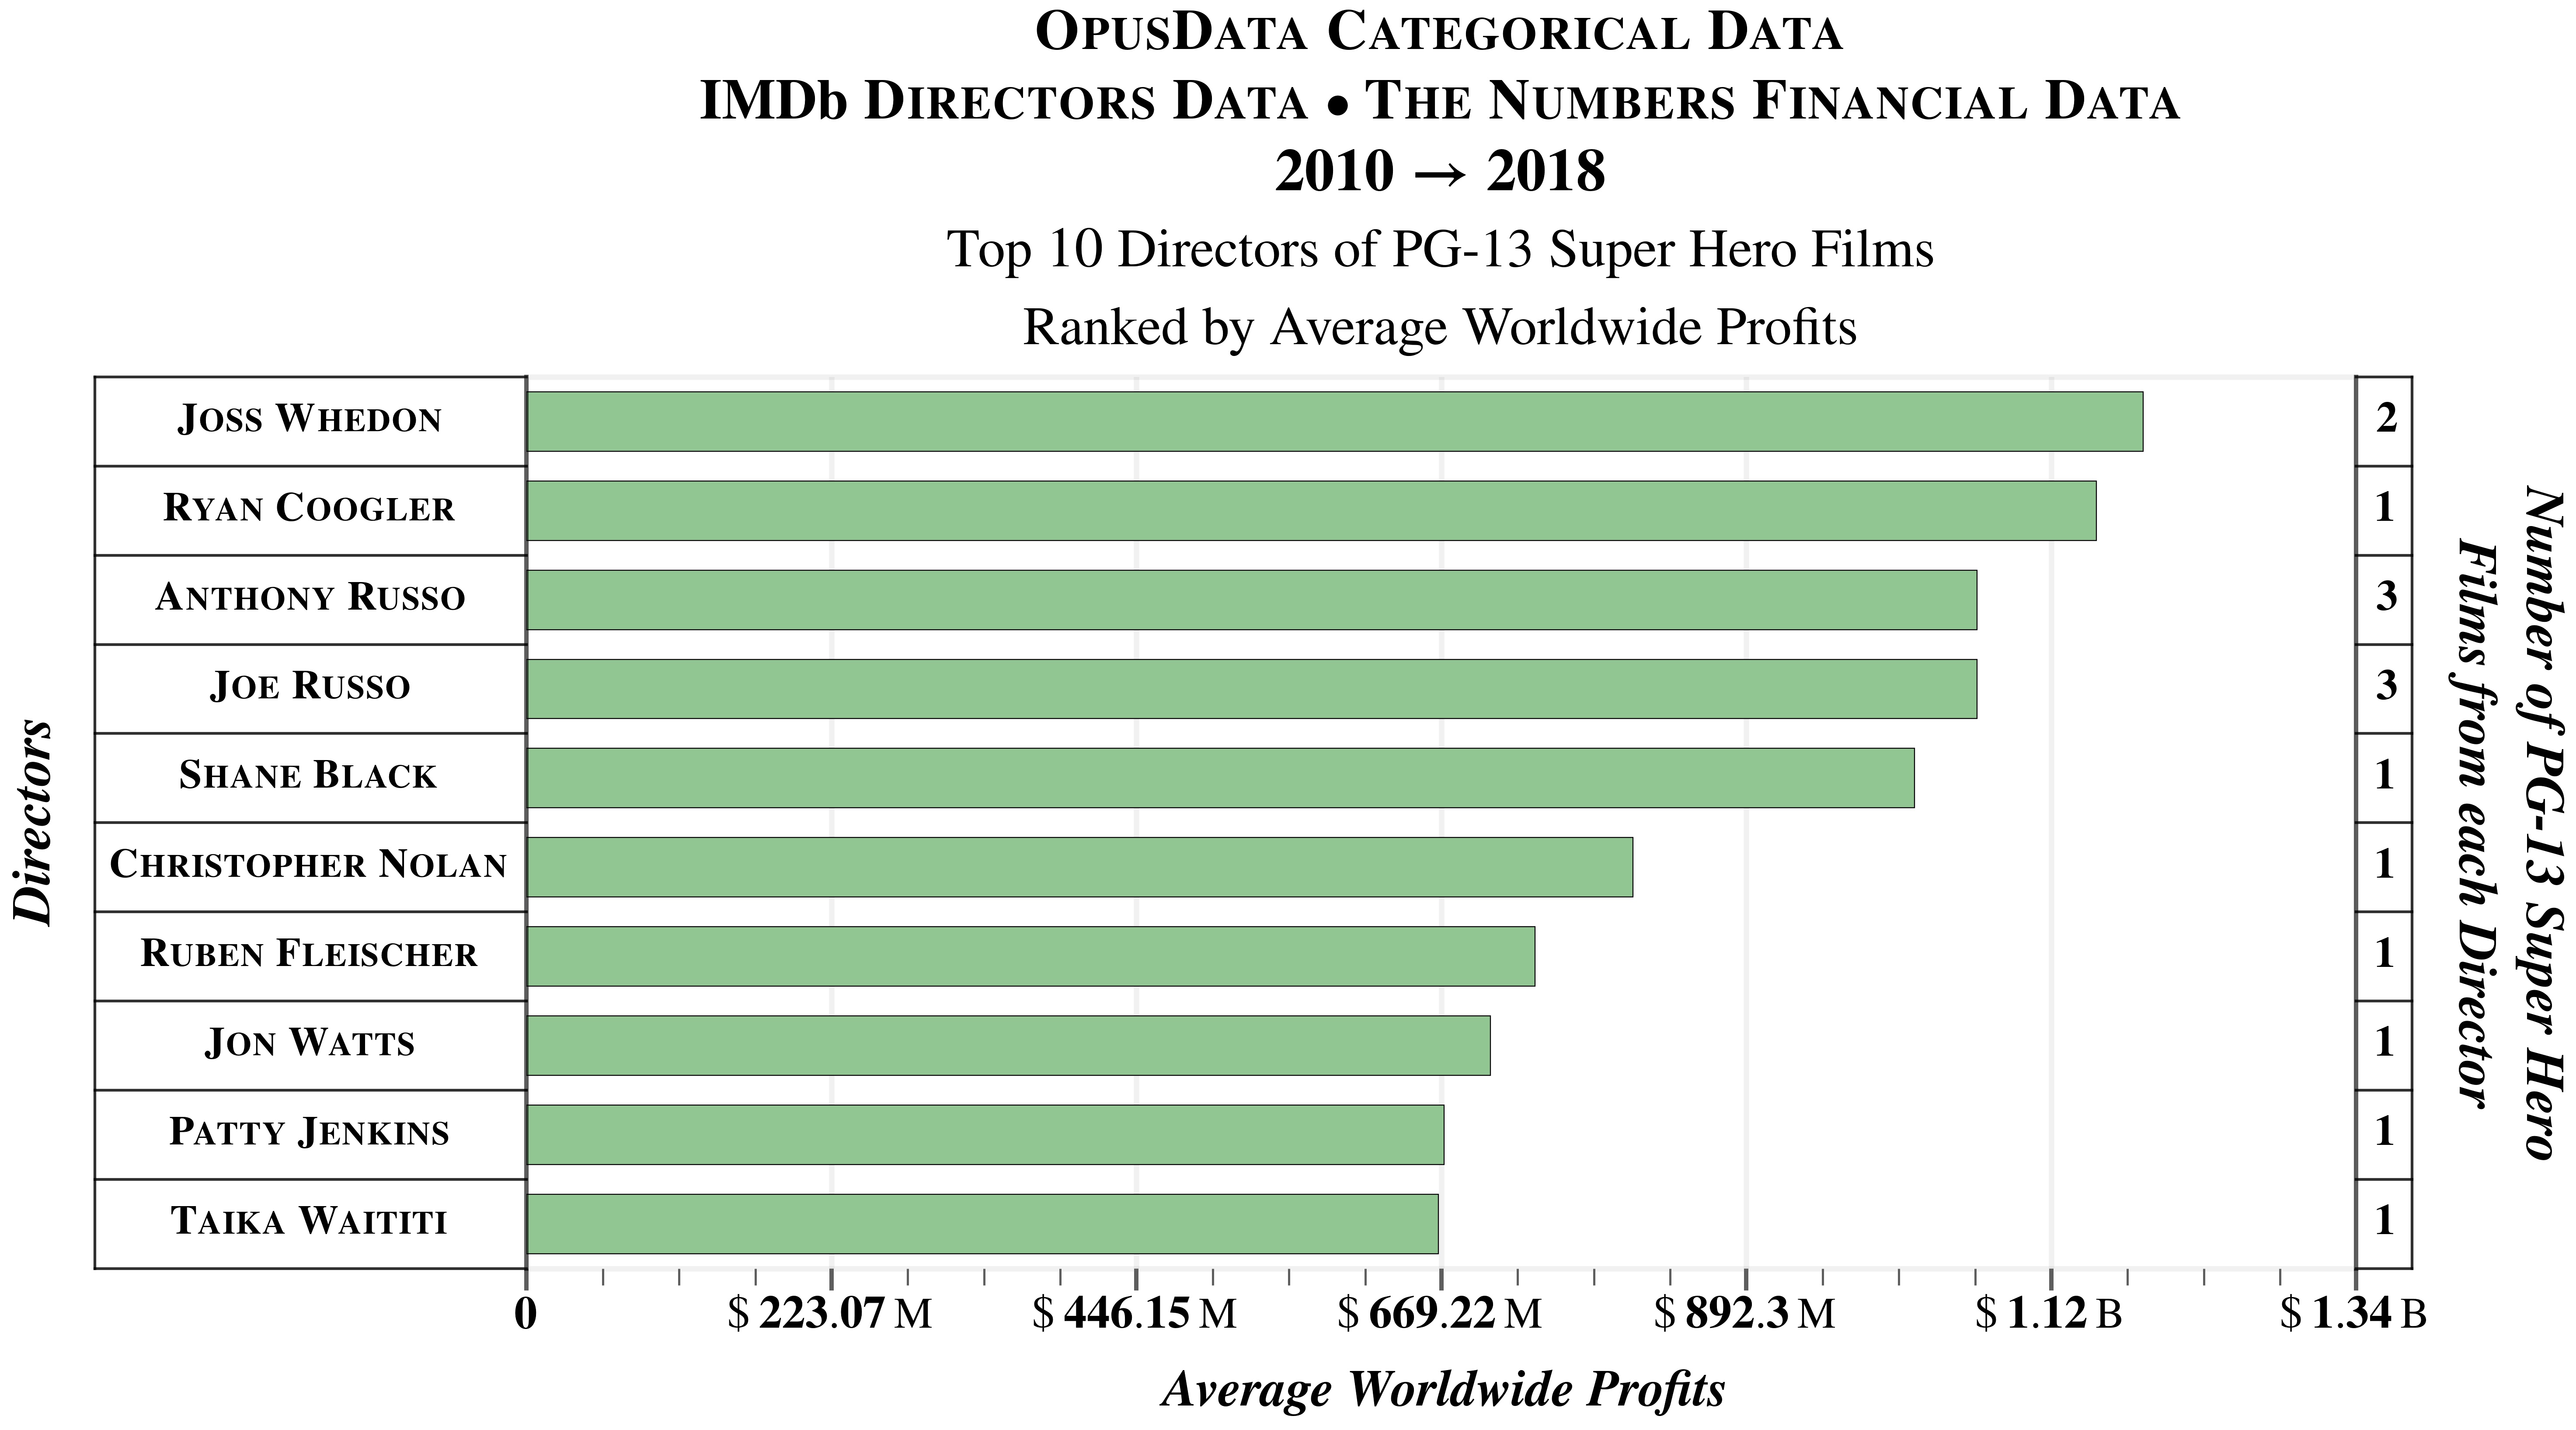 OpusData Categorical Data
IMDb Directors Data • The Numbers Financial Data
2010 → 2018
Top 10 Directors of PG-13 Super Hero Films
Ranked by Average Worldwide Profits
Directors
Joss Whedon 2
Ryan Coogler 1
Anthony Russo 3
Joe Russo 3
Shane Black 1
Christopher Nolan 1
Ruben Fleischer 1
Jon Watts 1
Patty Jenkins 1
Taika Waititi 1
Number of PG-13 Super Hero
Films from each Director
0 $ 223.07 M $ 446.15 M $ 669.22 M $ 892.3 M $ 1.12 B $ 1.34 B
Average Worldwide Profits